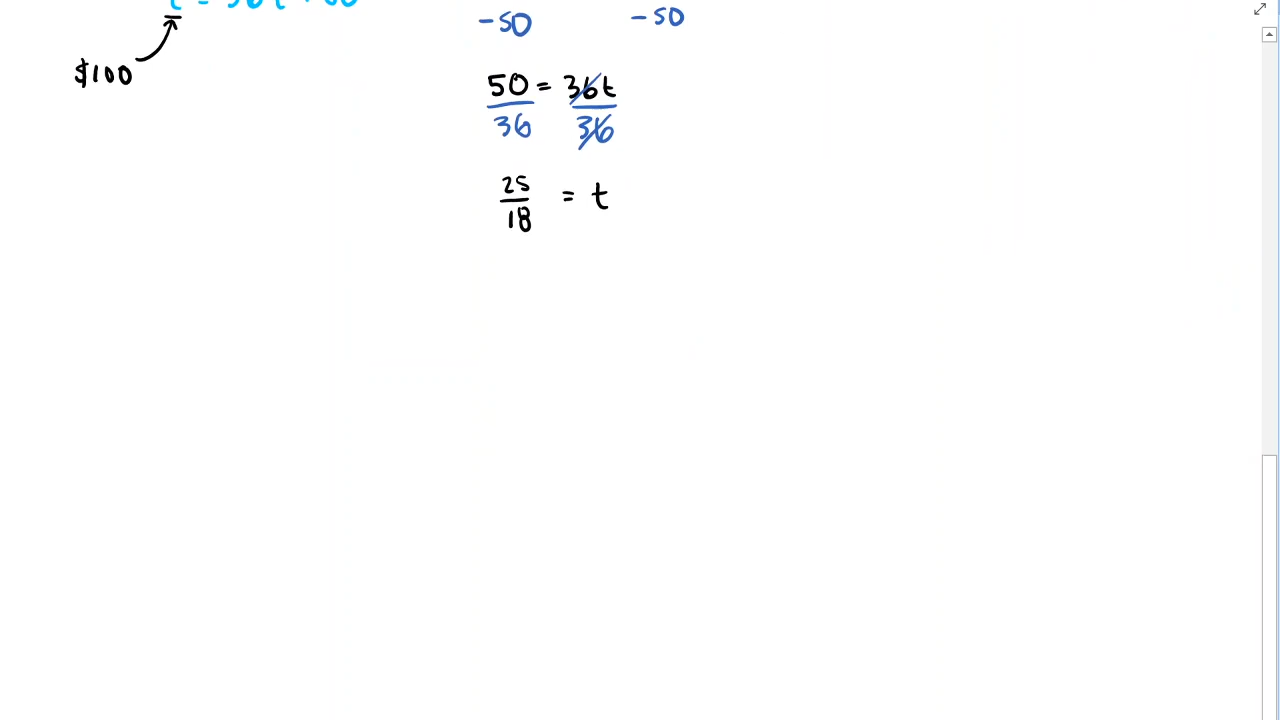 -50 -50
$100
50 = 36t
36 36
25
18 = t